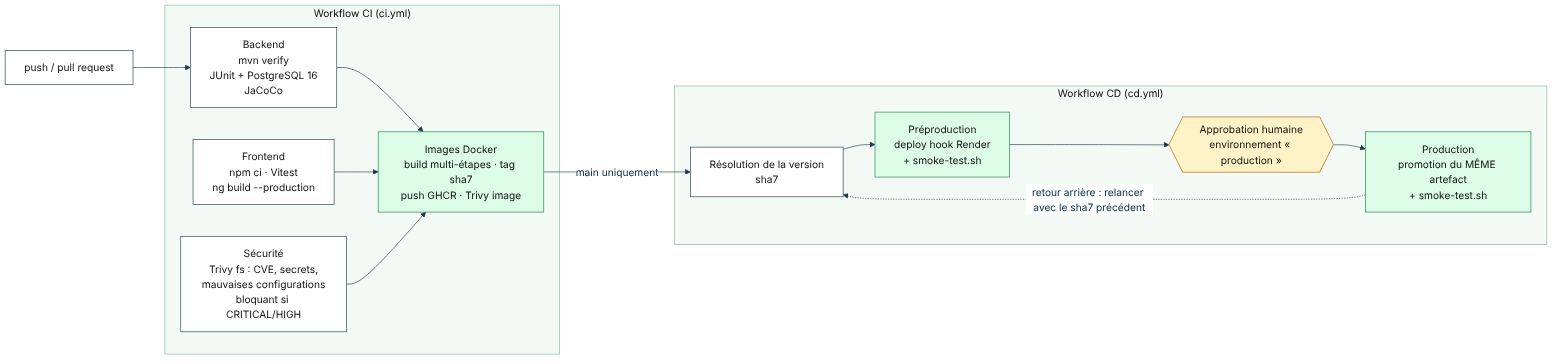 Workflow CI (ci.yml)
push / pull request
Backend
mvn verify
JUnit + PostgreSQL 16
JaCoCo
Frontend
npm ci · Vitest
ng build --production
Sécurité
Trivy fs : CVE, secrets,
mauvaises configurations
bloquant si
CRITICAL/HIGH
Images Docker
build multi-étapes · tag
sha7
push GHCR · Trivy image
main uniquement
Workflow CD (cd.yml)
Résolution de la version
sha7
Préproduction
deploy hook Render
+ smoke-test.sh
Approbation humaine
environnement «
production »
Production
promotion du MÊME
artefact
+ smoke-test.sh
retour arrière : relancer
avec le sha7 précédent